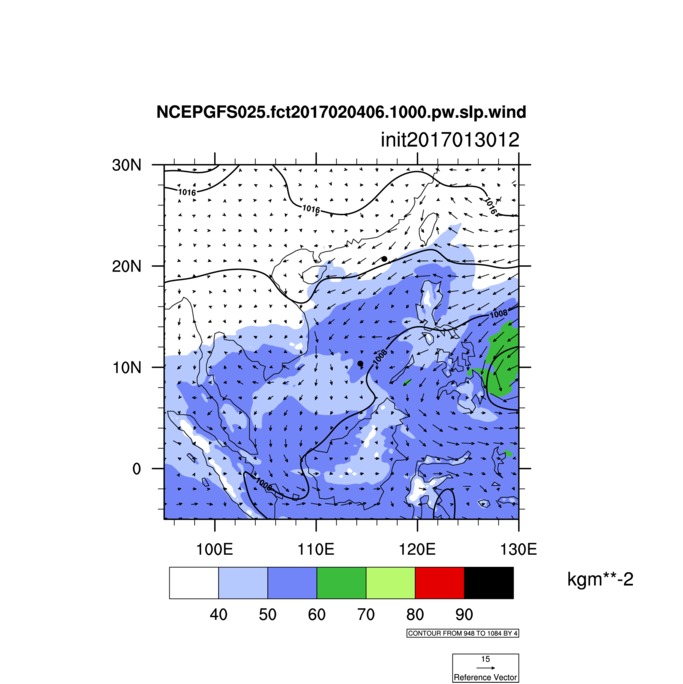 NCEPGFS025.fct2017020406.1000.pw.slp.wind
init2017013012
30N
20N
10N
0
1016
1016
1016
1008
1008
1008
100E 110E 120E 130E
40 50 60 70 80 90
kgm**-2
CONTOUR FROM 948 TO 1084 BY 4
15
Reference Vector